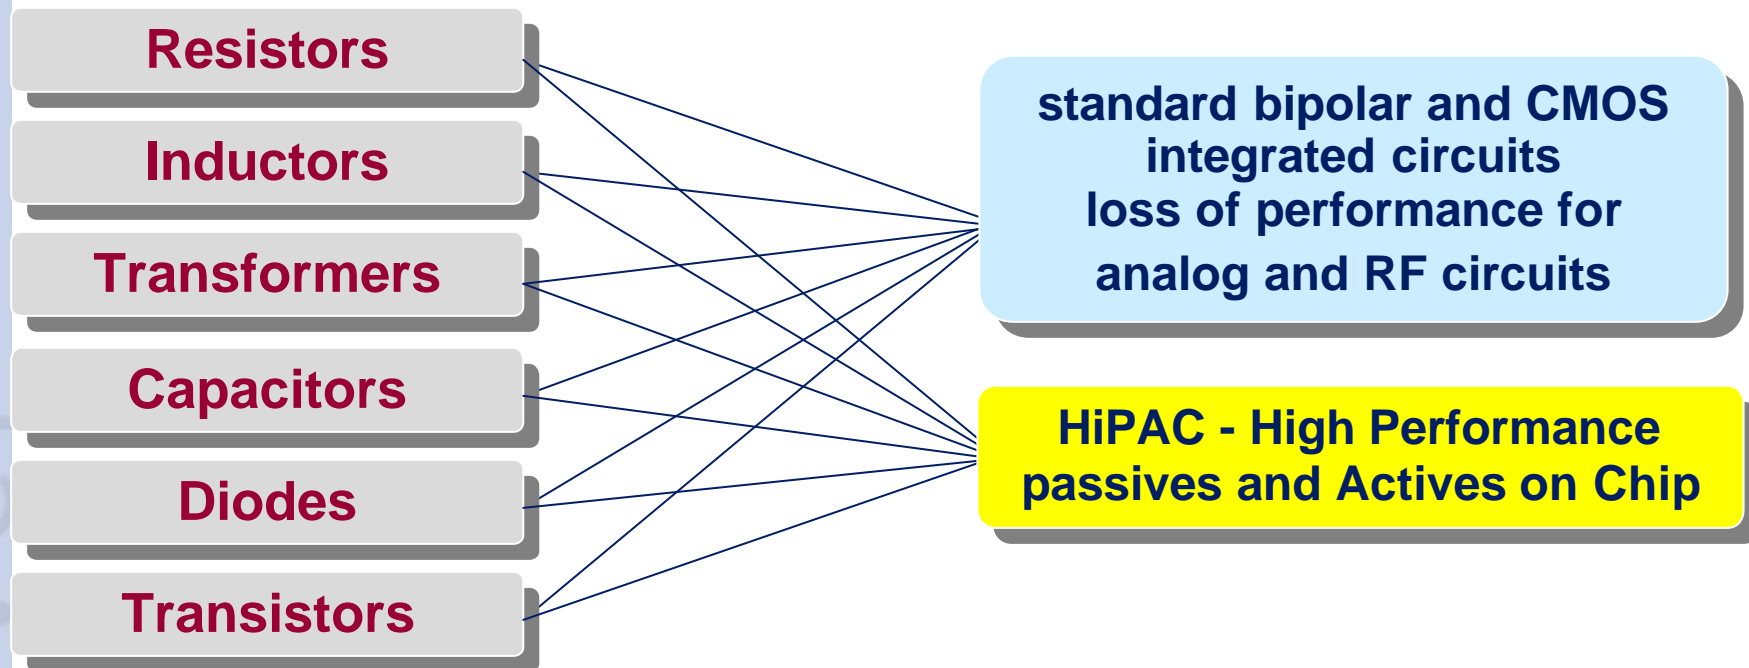 Resistors
Inductors
Transformers
Capacitors
Diodes
Transistors
standard bipolar and CMOS
integrated circuits
loss of performance for
analog and RF circuits
HiPAC - High Performance
passives and Actives on Chip